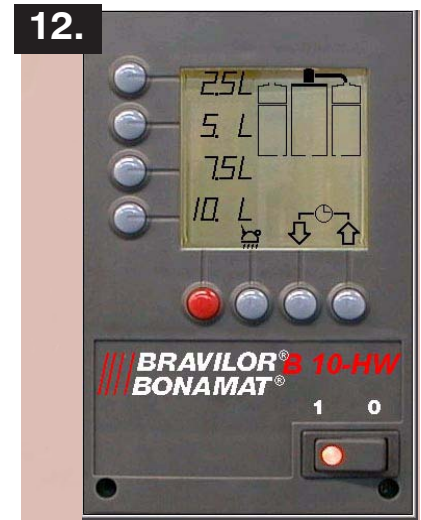 12.
2.5L
5. L
7.5L
10. L
BRAVILOR® B 10-HW
BONAMAT®
1 0